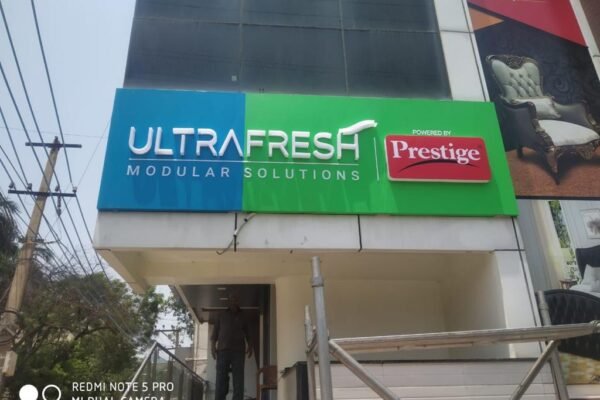 ULTRAFRESH
MODULAR SOLUTIONS
POWERED BY
Prestige
REDMI NOTE 5 PRO
MI DUAL CAMERA